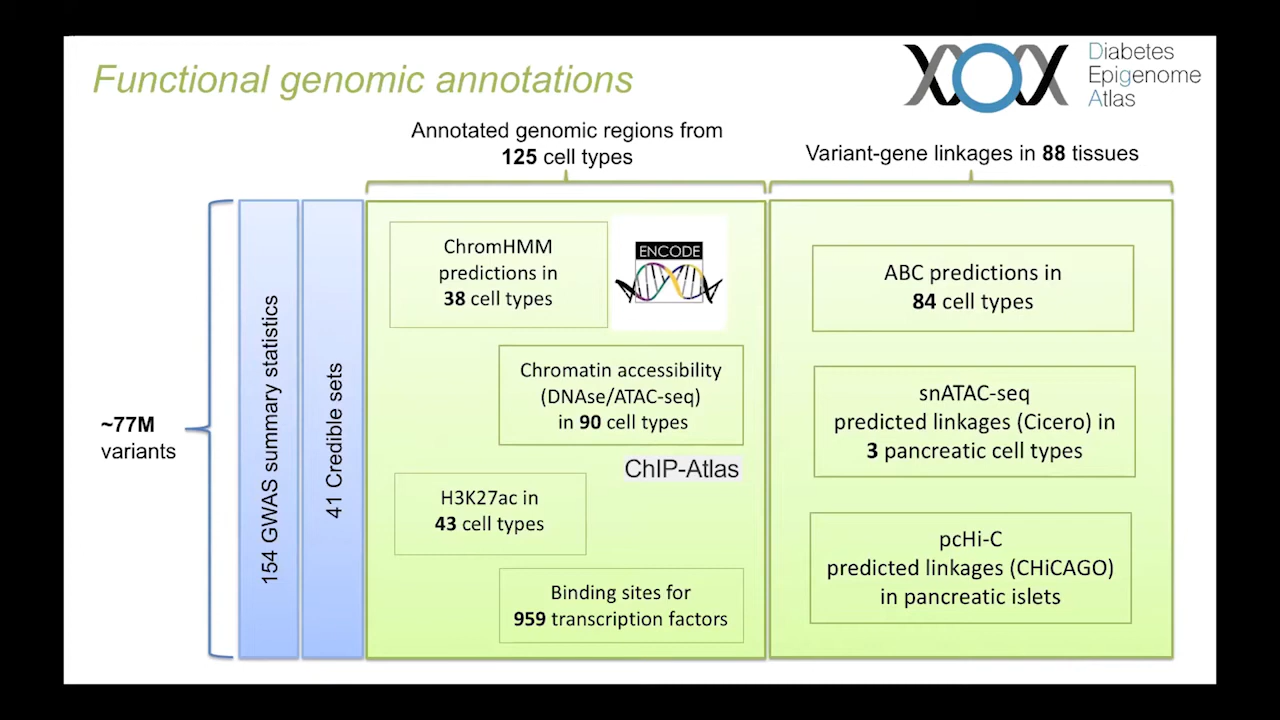 Functional genomic annotations
Diabetes
Epigenome
Atlas
Annotated genomic regions from
125 cell types
Variant-gene linkages in 88 tissues
~77M
variants
154 GWAS summary statistics
41 Credible sets
ChromHMM
predictions in
38 cell types
ENCODE
Chromatin accessibility
(DNAse/ATAC-seq)
in 90 cell types
ChIP-Atlas
H3K27ac in
43 cell types
Binding sites for
959 transcription factors
ABC predictions in
84 cell types
snATAC-seq
predicted linkages (Cicero) in
3 pancreatic cell types
pcHi-C
predicted linkages (CHiCAGO)
in pancreatic islets